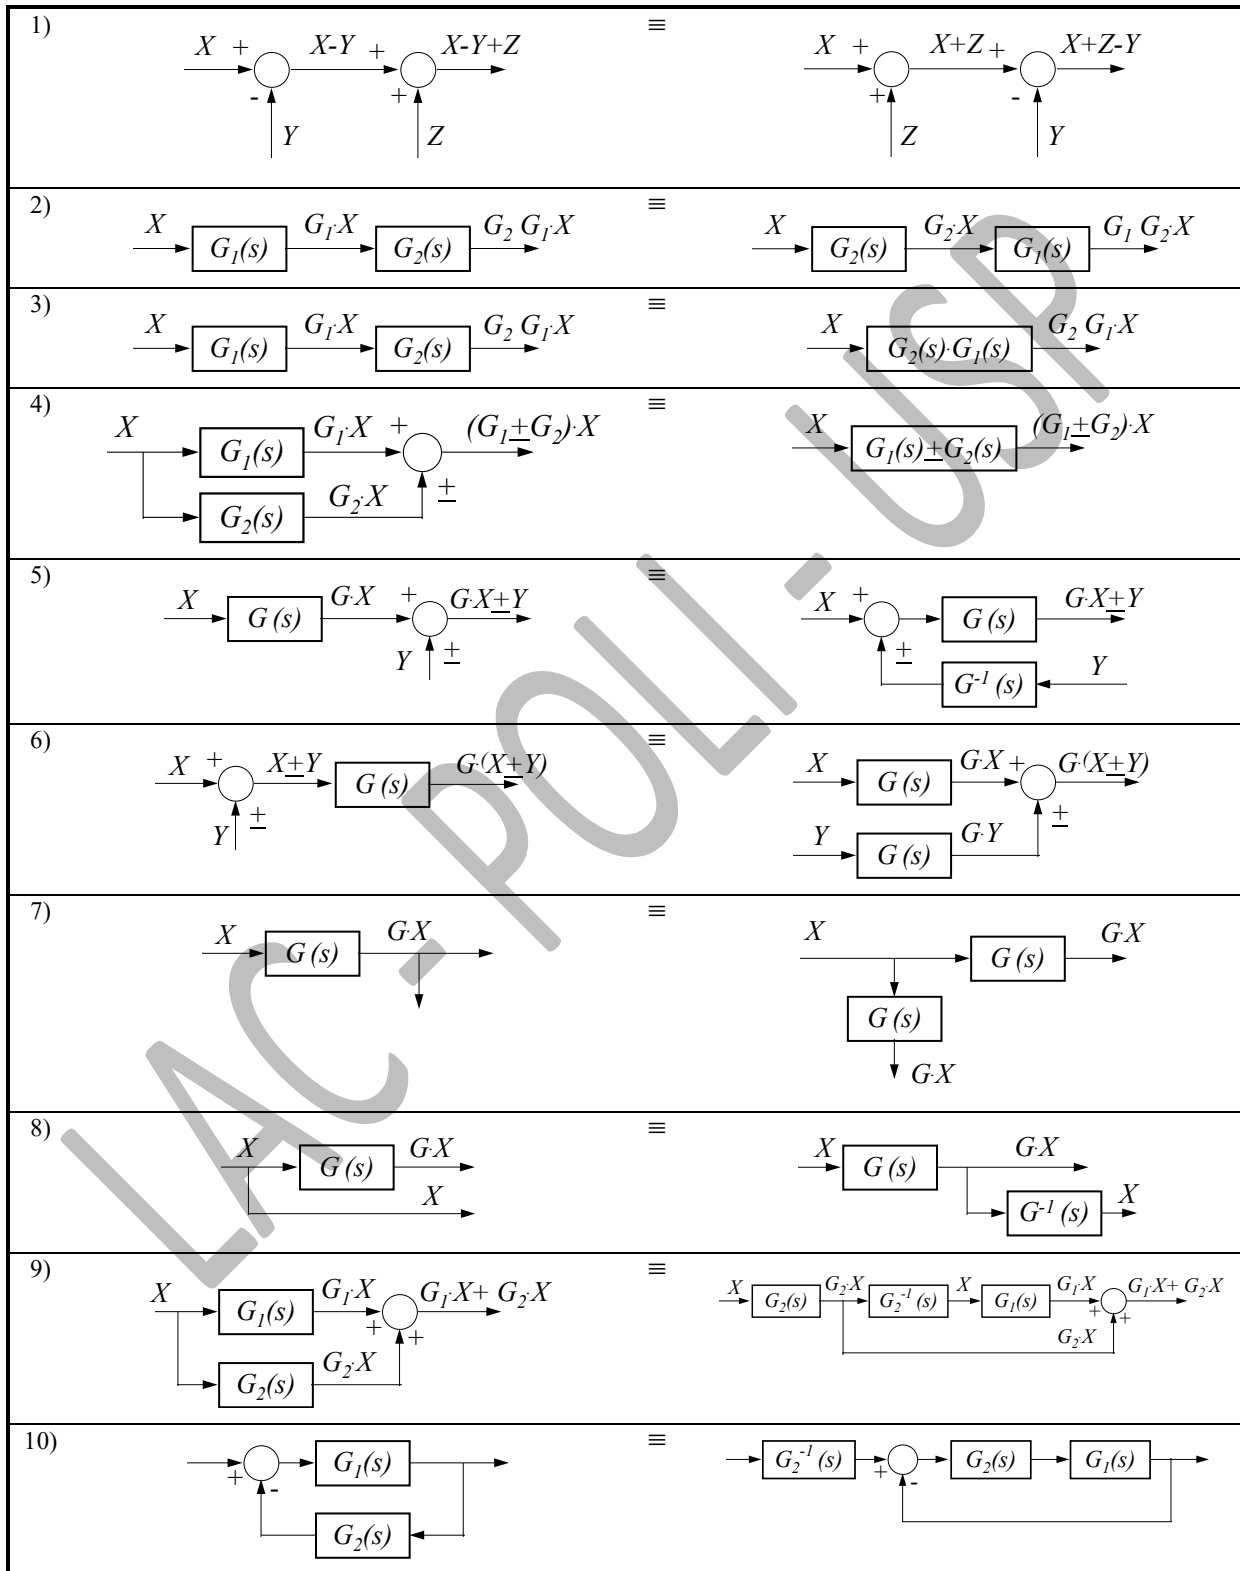 1)
≡
X + X-Y + X-Y+Z
- +
Y Z
X + X+Z + X+Z-Y
+ -
Z Y
2)
≡
X G₁(s) G₁·X G₂(s) G₂ G₁·X
X G₂(s) G₂·X G₁(s) G₁ G₂·X
3)
≡
X G₁(s) G₁·X G₂(s) G₂ G₁·X
X G₂(s)·G₁(s) G₂ G₁·X
4)
≡
X G₁(s) G₁·X + (G₁±G₂)·X
G₂(s) G₂·X ±
X G₁(s)±G₂(s) (G₁±G₂)·X
5)
≡
X G(s) G·X + G·X±Y
Y ±
X + G(s) G·X±Y
± G⁻¹(s) Y
6)
≡
X + X±Y G(s) G·(X±Y)
Y ±
X G(s) G·X + G·(X±Y)
Y G(s) G·Y ±
7)
≡
X G(s) G·X
X G(s) G·X
G(s)
G·X
8)
≡
X G(s) G·X
X
X G(s) G·X
G⁻¹(s) X
9)
≡
X G₁(s) G₁·X + G₁·X+ G₂·X
G₂(s) G₂·X +
X G₂(s) G₂·X G₂⁻¹(s) X G₁(s) G₁·X + G₁·X+ G₂·X
G₂·X +
10)
≡
+ G₁(s)
- G₂(s)
G₂⁻¹(s) + G₂(s) G₁(s)
-
LAC - POLI - USP